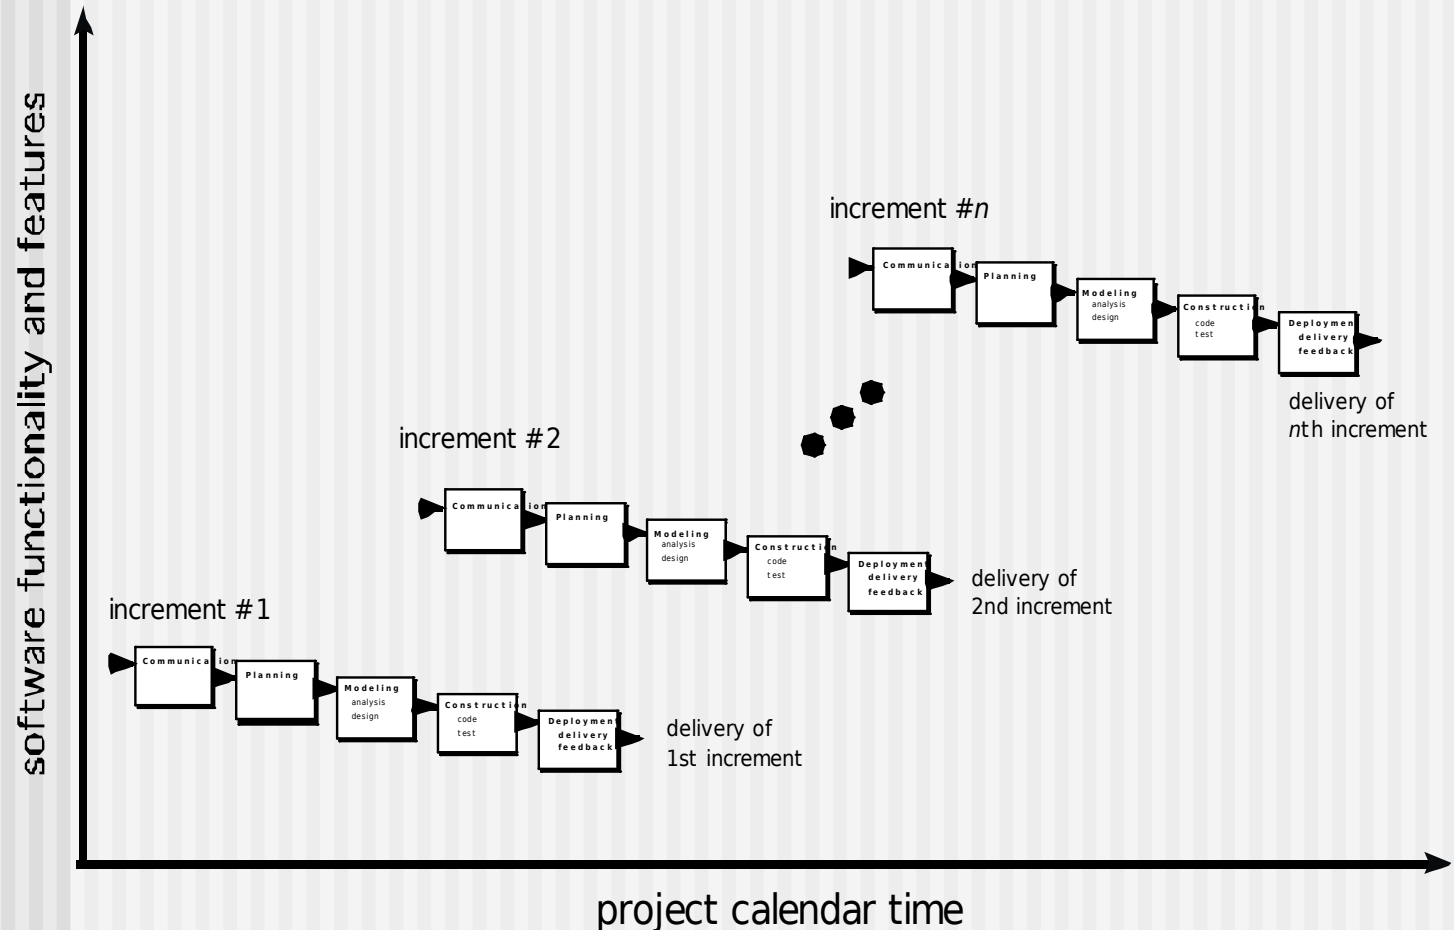 software functionality and features
increment #n
Communication
Planning
Modeling
analysis
design
Construction
code
test
Deploymen
delivery
feedback
delivery of
nth increment
increment #2
Communication
Planning
Modeling
analysis
design
Construction
code
test
Deployment
delivery
feedback
delivery of
2nd increment
increment #1
Communication
Planning
Modeling
analysis
design
Construction
code
test
Deployment
delivery
feedback
delivery of
1st increment
project calendar time